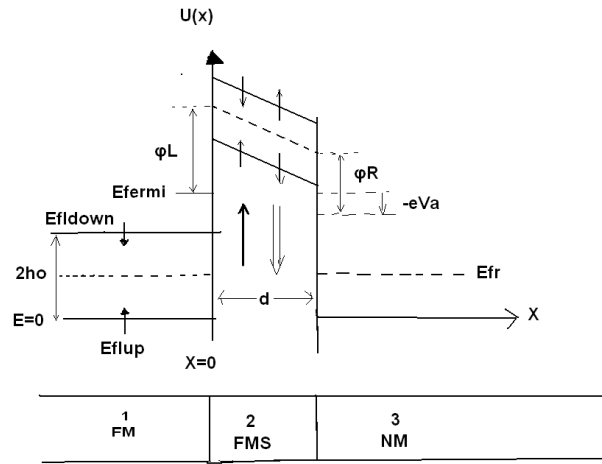 U(x)
φL
φR
Efermi
-eVa
Efldown
2ho
Efr
d
E=0
X
Eflup
X=0
1
FM
2
FMS
3
NM